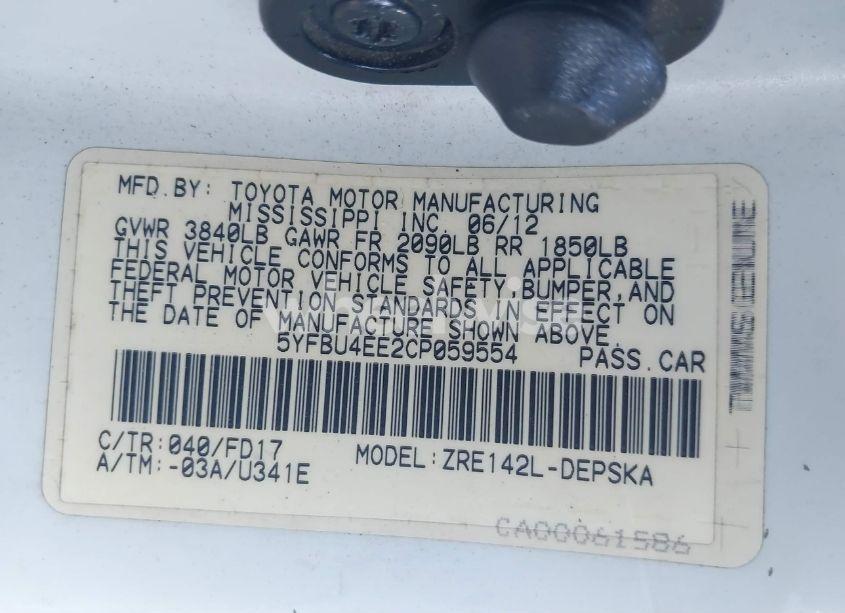 MFD.BY: TOYOTA MOTOR MANUFACTURING
MISSISSIPPI INC. 06/12
GVWR 3840LB GAWR FR 2090LB RR 1850LB
THIS VEHICLE CONFORMS TO ALL APPLICABLE
FEDERAL MOTOR VEHICLE SAFETY,BUMPER,AND
THEFT PREVENTION STANDARDS IN EFFECT ON
THE DATE OF MANUFACTURE SHOWN ABOVE.
5YFBU4EE2CP059554 PASS.CAR
C/TR:040/FD17 MODEL:ZRE142L-DEPSKA
A/TM:-03A/U341E
CA00061586
GENUINE